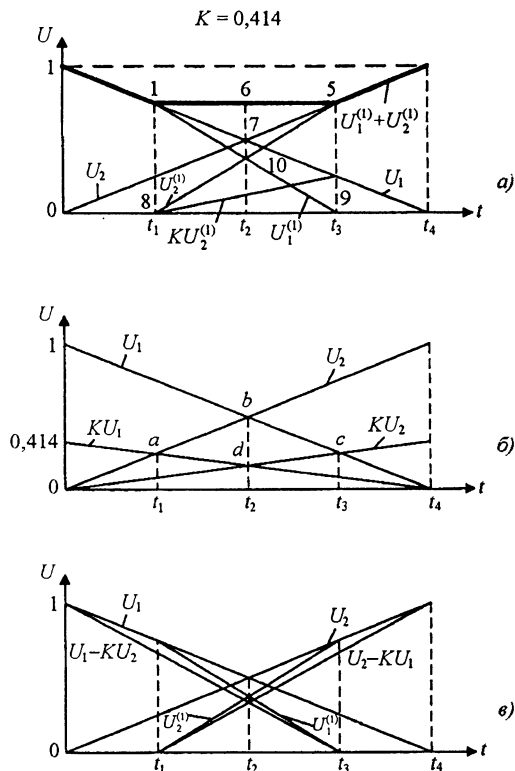 K = 0,414
U
1
1
6
5
7
U₁⁽¹⁾+U₂⁽¹⁾
U₂
U₂⁽¹⁾
10
U₁
а)
0
8
9
t
t₁
t₂
t₃
t₄
KU₂⁽¹⁾
U₁⁽¹⁾
U
1
U₁
U₂
b
KU₁
a
d
c
KU₂
0,414
б)
0
t
t₁
t₂
t₃
t₄
U
1
U₁
U₂
U₁–KU₂
U₂–KU₁
U₂⁽¹⁾
U₁⁽¹⁾
в)
0
t
t₁
t₂
t₃
t₄